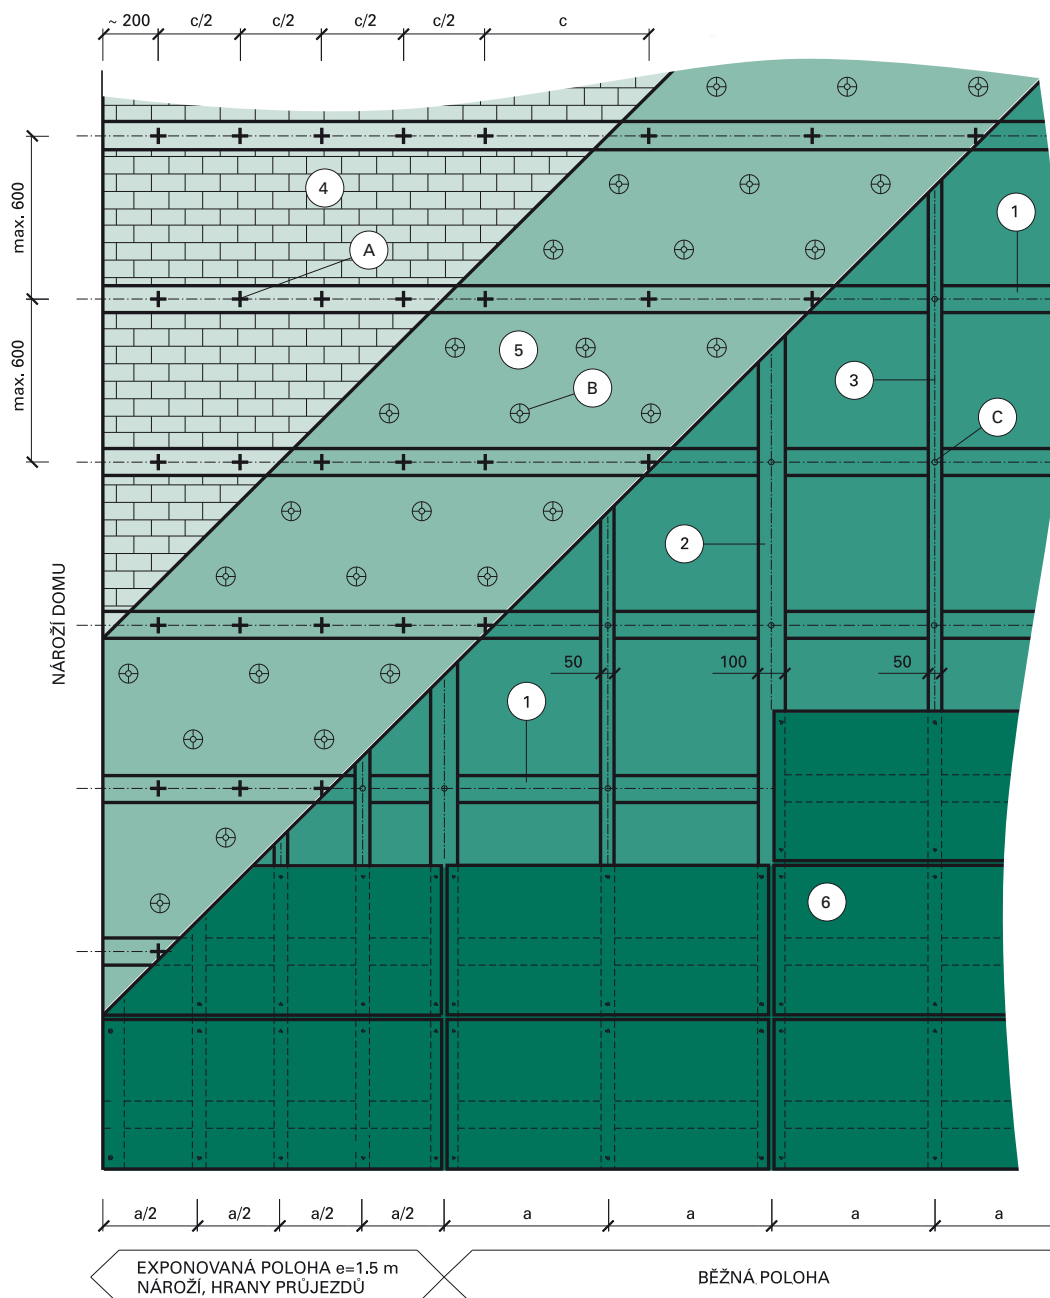 ~ 200 c/2 c/2 c/2 c/2 c
max. 600
max. 600
NÁROŽÍ DOMU
4
A
1
5
B
3
C
2
50 100 50
1
6
a/2 a/2 a/2 a/2 a a a a
EXPONOVANÁ POLOHA e=1.5 m
NÁROŽÍ, HRANY PRŮJEZDŮ
BĚŽNÁ POLOHA